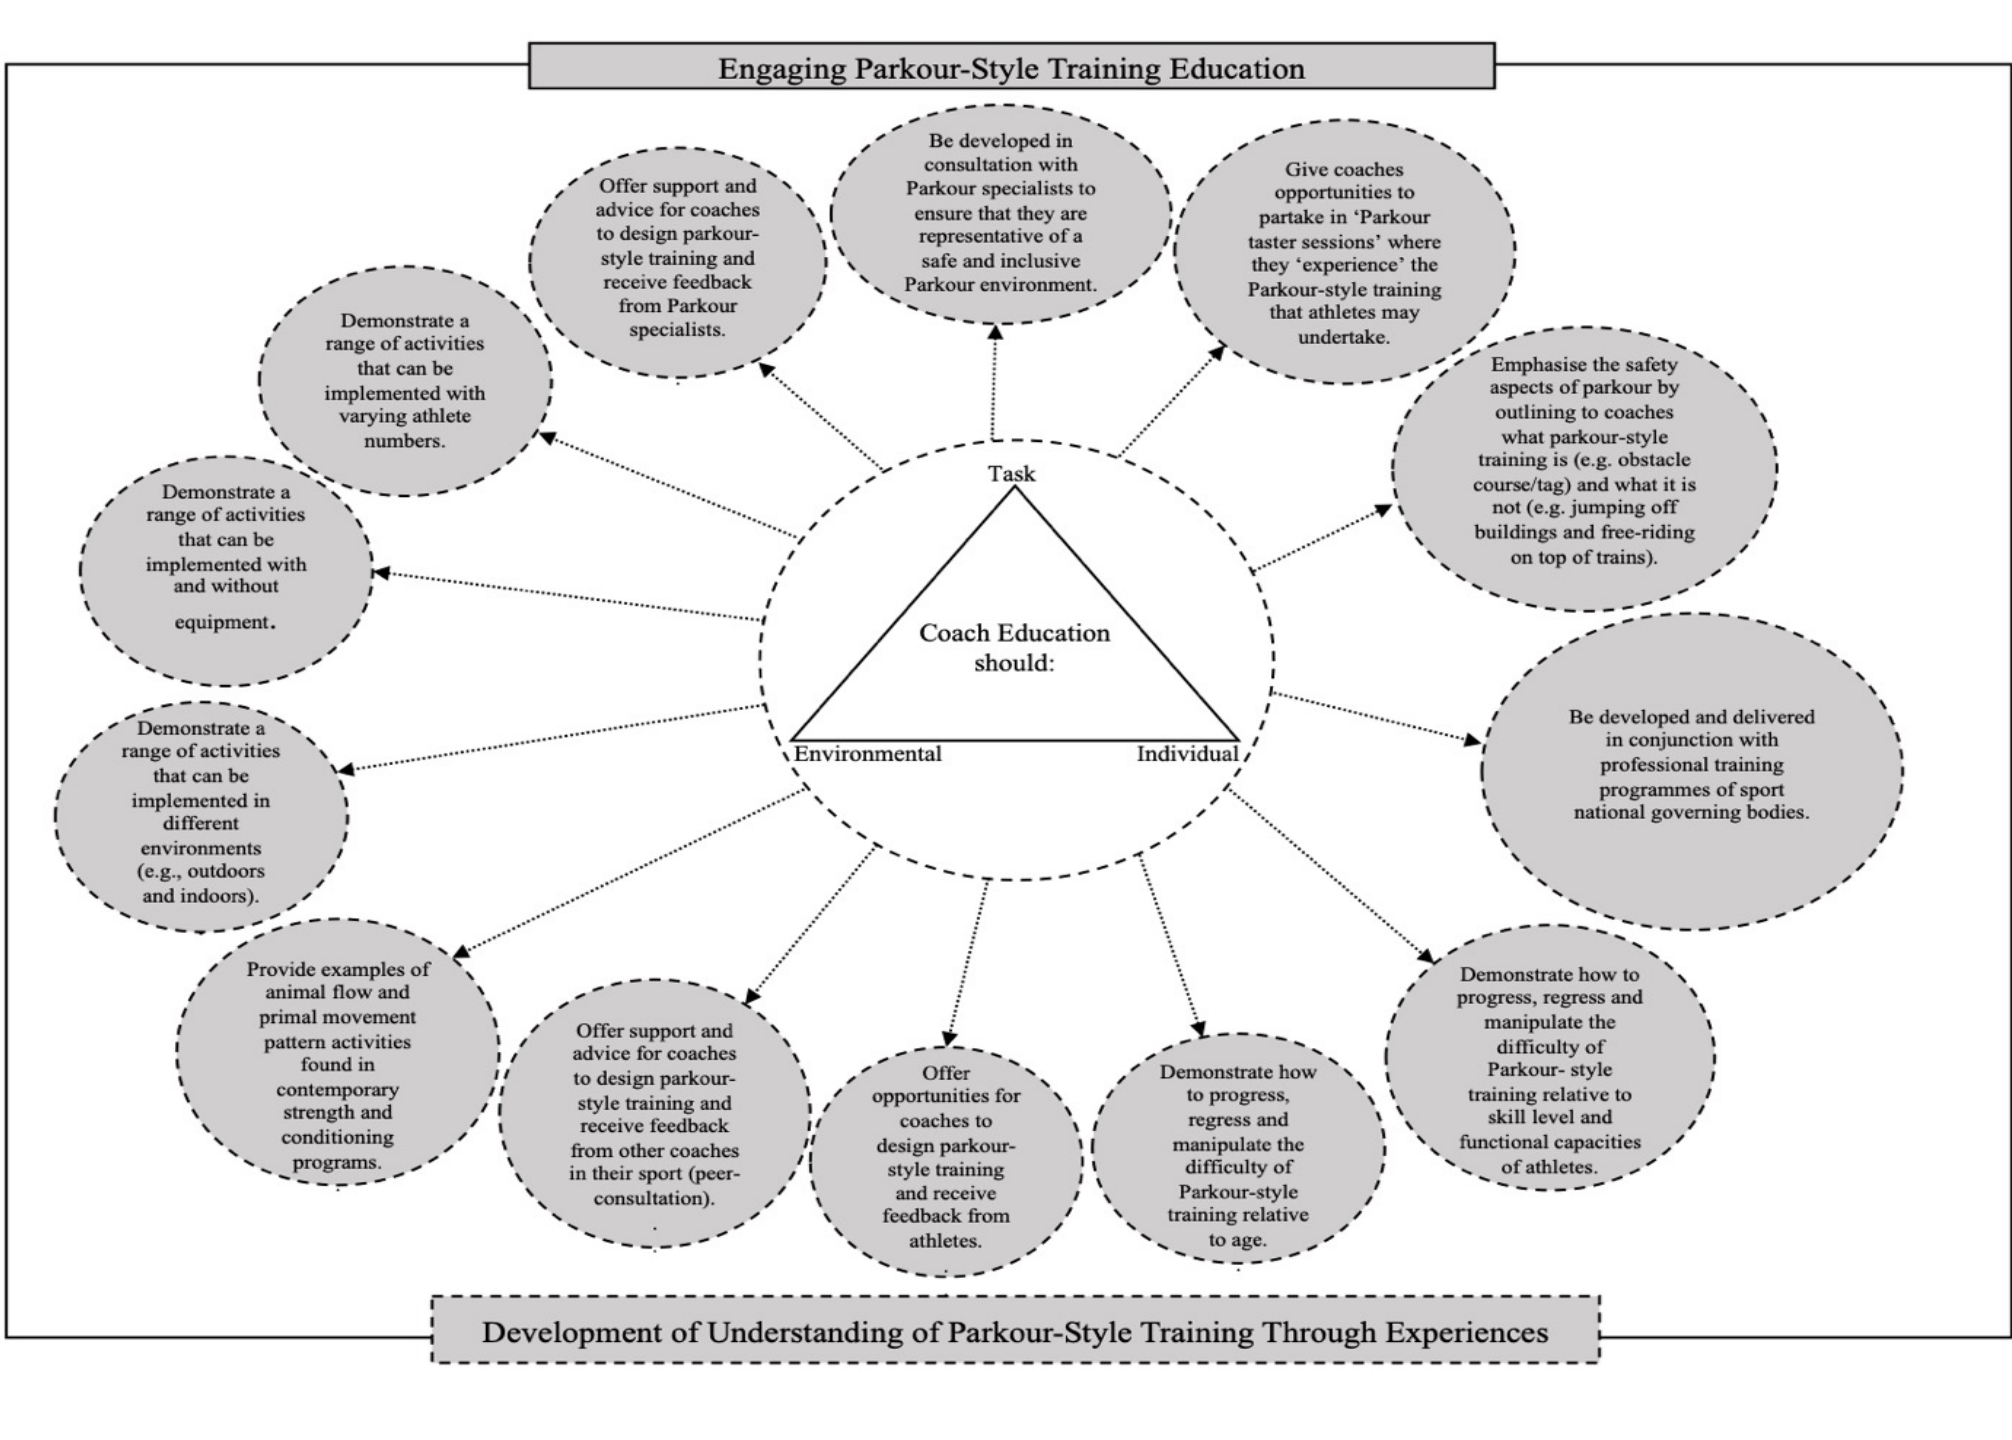 Engaging Parkour-Style Training Education
Be developed in
consultation with
Parkour specialists to
ensure that they are
representative of a
safe and inclusive
Parkour environment.
Give coaches
opportunities to
partake in ‘Parkour
taster sessions’ where
they ‘experience’ the
Parkour-style training
that athletes may
undertake.
Emphasise the safety
aspects of parkour by
outlining to coaches
what parkour-style
training is (e.g. obstacle
course/tag) and what it is
not (e.g. jumping off
buildings and free-riding
on top of trains).
Be developed and delivered
in conjunction with
professional training
programmes of sport
national governing bodies.
Demonstrate how to
progress, regress and
manipulate the
difficulty of
Parkour- style
training relative to
skill level and
functional capacities
of athletes.
Demonstrate how
to progress,
regress and
manipulate the
difficulty of
Parkour-style
training relative
to age.
Offer
opportunities for
coaches to
design parkour-
style training
and receive
feedback from
athletes.
Offer support and
advice for coaches
to design parkour-
style training and
receive feedback
from other coaches
in their sport (peer-
consultation).
Provide examples of
animal flow and
primal movement
pattern activities
found in
contemporary
strength and
conditioning
programs.
Demonstrate a
range of activities
that can be
implemented in
different
environments
(e.g., outdoors
and indoors).
Demonstrate a
range of activities
that can be
implemented with
and without
equipment.
Demonstrate a
range of activities
that can be
implemented with
varying athlete
numbers.
Offer support and
advice for coaches
to design parkour-
style training and
receive feedback
from Parkour
specialists.
Task
Coach Education
should:
Environmental
Individual
Development of Understanding of Parkour-Style Training Through Experiences